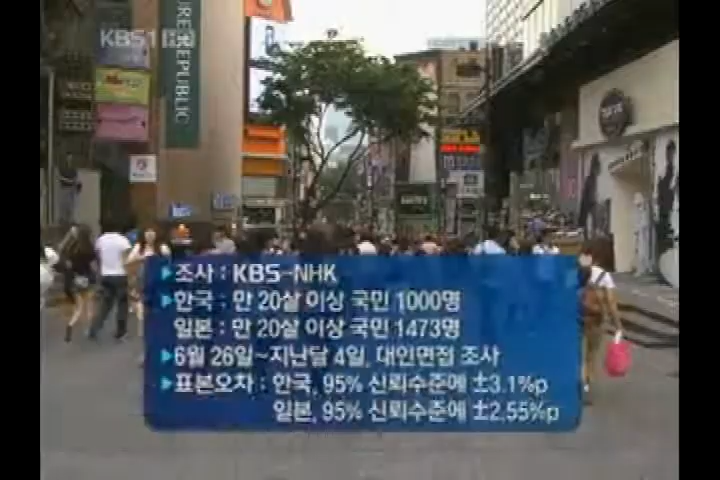 KBS1
NATURE REPUBLIC
▶조사 : KBS-NHK
▶한국 : 만 20살 이상 국민 1000명
일본 : 만 20살 이상 국민 1473명
▶6월 26일~지난달 4일, 대인면접 조사
▶표본오차 : 한국, 95% 신뢰수준에 ±3.1%p
일본, 95% 신뢰수준에 ±2.55%p